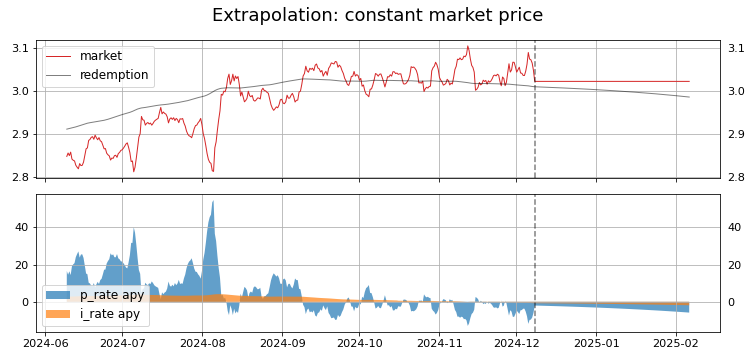 Extrapolation: constant market price
3.1
3.0
2.9
2.8
market
redemption
3.1
3.0
2.9
2.8
40
20
0
p_rate apy
i_rate apy
40
20
0
2024-06 2024-07 2024-08 2024-09 2024-10 2024-11 2024-12 2025-01 2025-02